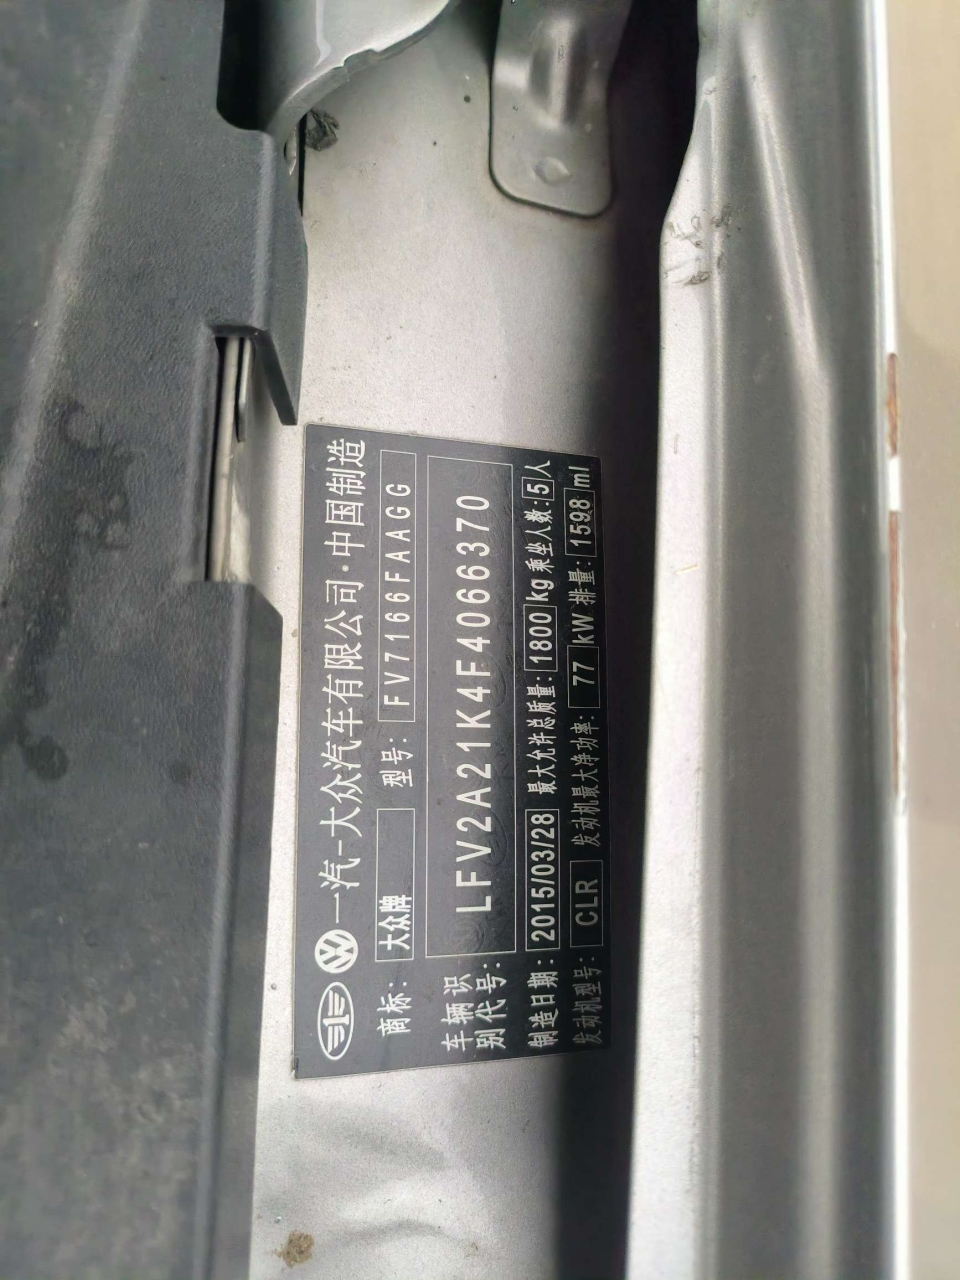 一汽-大众汽车有限公司·中国制造
商标: 大众牌 型号: FV7166FAAGG
车辆识别代号: LFV2A21K4F4066370
制造日期: 2015/03/28 最大允许总质量: 1800 kg 乘坐人数: 5 人
发动机型号: CLR 发动机最大净功率: 77 kW 排量: 1598 ml